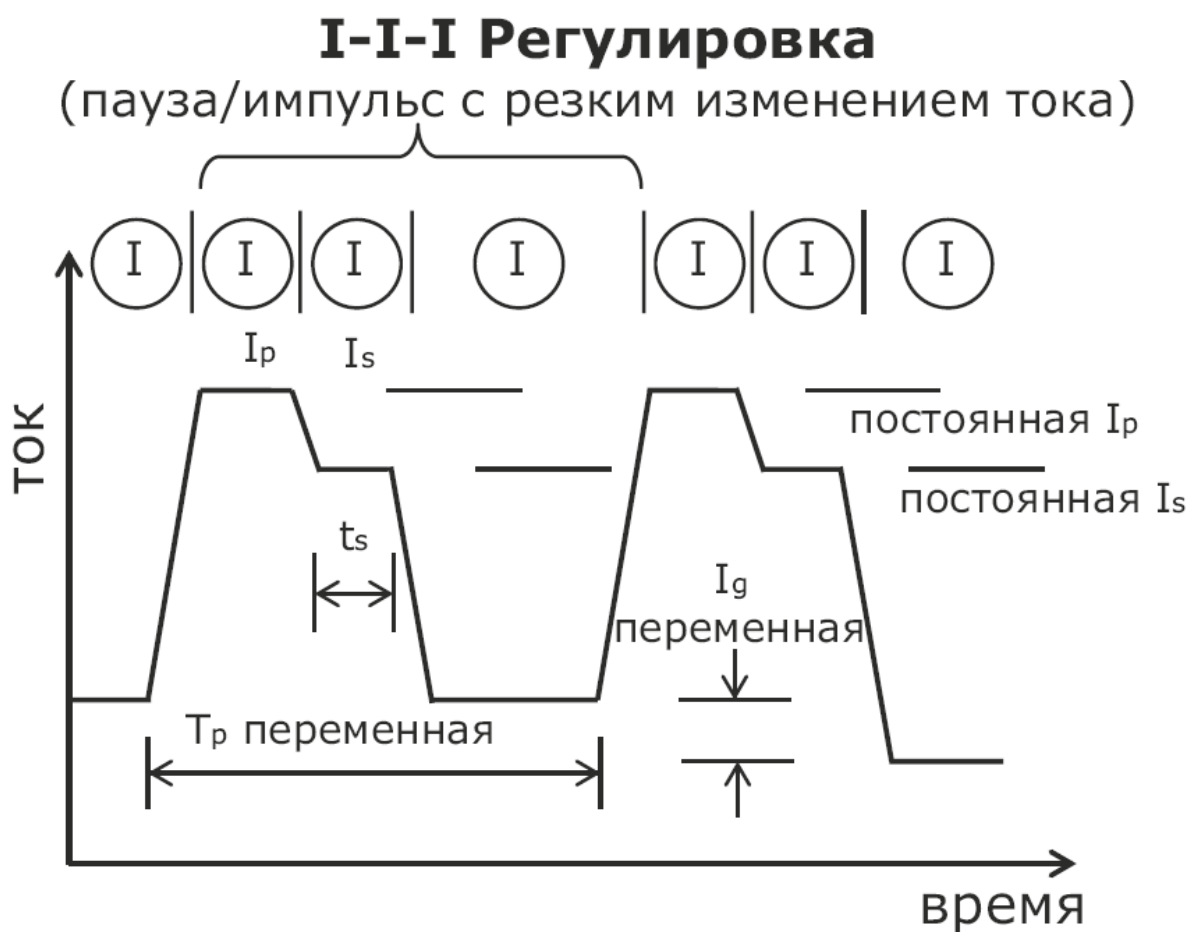 I-I-I Регулировка
(пауза/импульс с резким изменением тока)
I I I I I I I
Ip Is
ток
постоянная Ip
постоянная Is
ts
Ig
переменная
Tp переменная
время